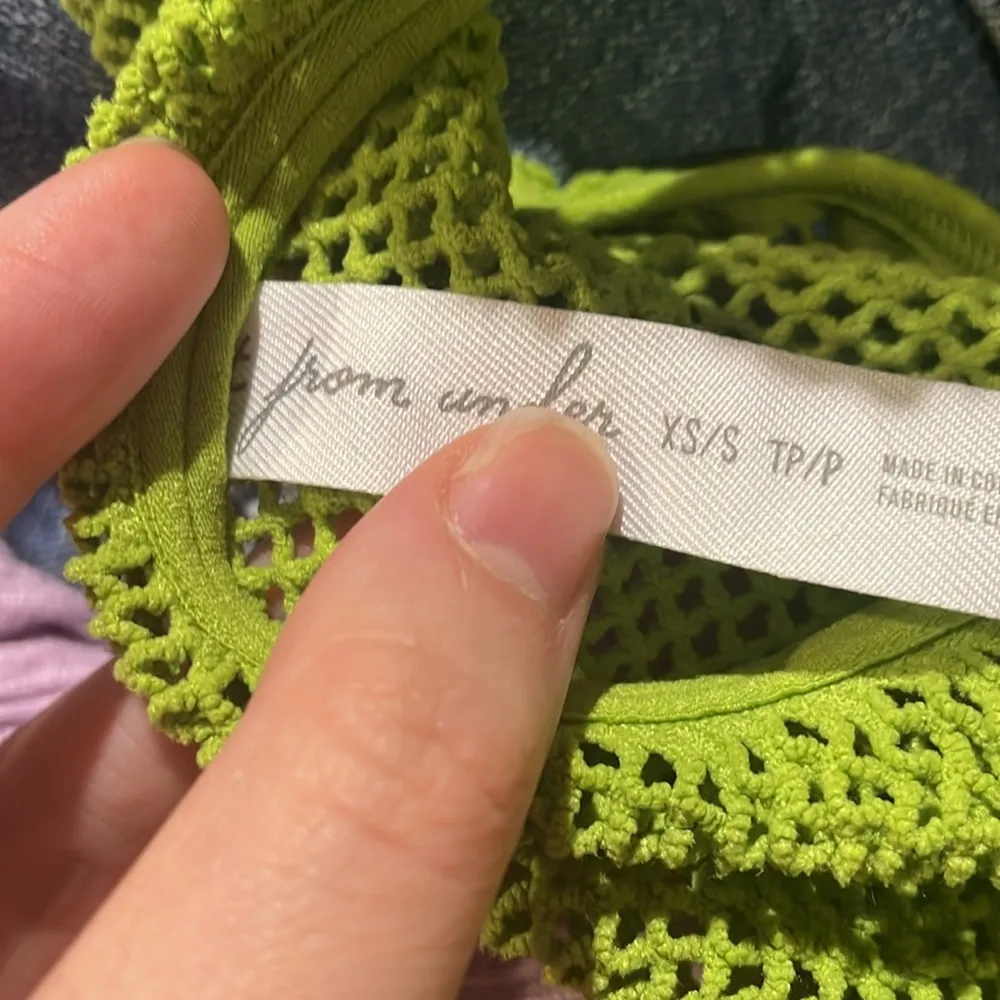 from under XS/S TP/P
MADE IN
FABRIQUÉ